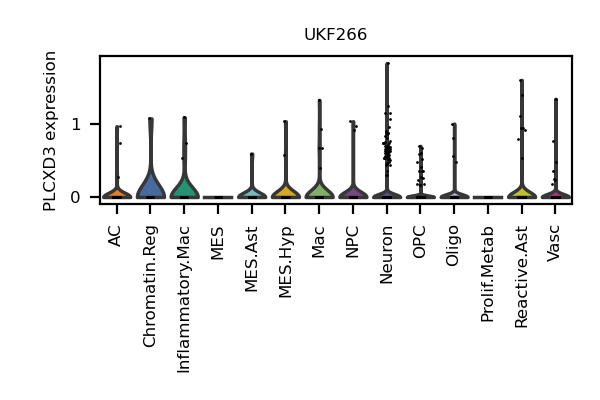 UKF266
PLCXD3 expression
1
0
AC
Chromatin.Reg
Inflammatory.Mac
MES
MES.Ast
MES.Hyp
Mac
NPC
Neuron
OPC
Oligo
Prolif.Metab
Reactive.Ast
Vasc